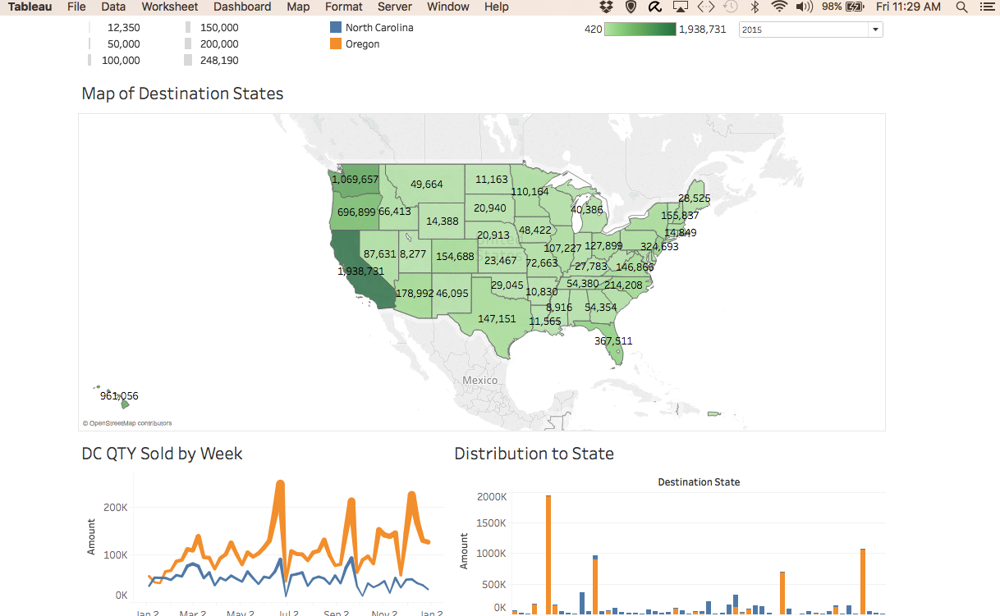 Tableau File Data Worksheet Dashboard Map Format Server Window Help 98% Fri 11:29 AM
12,350 150,000 North Carolina 420 1,938,731 2015
50,000 200,000 Oregon
100,000 248,190
Map of Destination States
1,069,657 49,664 11,163
110,164 28,525
696,899 66,413 20,940 40,386 155,837
14,388 14,849
20,913 48,422
87,631 8,277 154,688 23,467 107,227 127,899 324,693
1,938,731 72,663 27,783 146,866
178,992 46,095 29,045 10,830 54,380 214,208
147,151 8,916 54,354
11,565
367,511
Mexico
961,056
© OpenStreetMap contributors
DC QTY Sold by Week Distribution to State
Destination State
Amount
200K
100K
0K
Jan 2 Mar 2 May 2 Jul 2 Sep 2 Nov 2 Jan 2
Amount
2000K
1500K
1000K
500K
0K